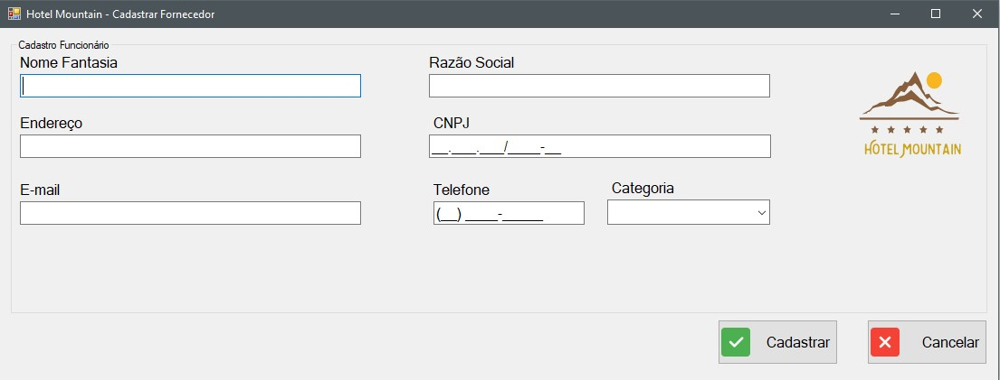 Hotel Mountain - Cadastrar Fornecedor
Cadastro Funcionário
Nome Fantasia
Razão Social
Endereço
CNPJ
__.___.___/____-__
E-mail
Telefone
Categoria
(__) ____-_____
HOTEL MOUNTAIN
Cadastrar
Cancelar